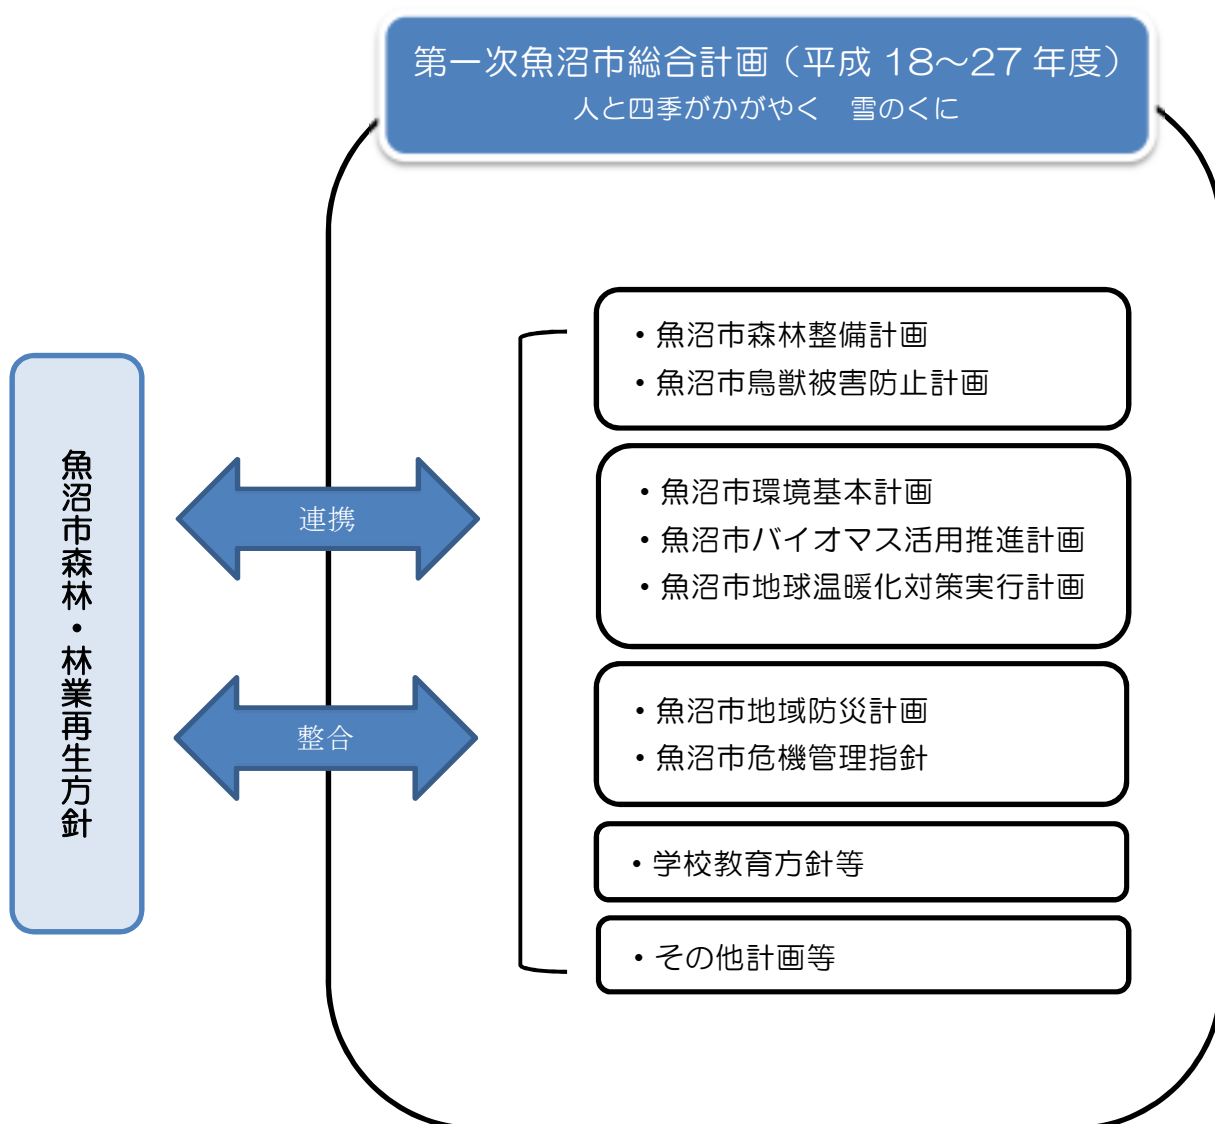 第一次魚沼市総合計画（平成 18～27 年度）
人と四季がかがやく　雪のくに
魚沼市森林・林業再生方針
連携
整合
・魚沼市森林整備計画
・魚沼市鳥獣被害防止計画
・魚沼市環境基本計画
・魚沼市バイオマス活用推進計画
・魚沼市地球温暖化対策実行計画
・魚沼市地域防災計画
・魚沼市危機管理指針
・学校教育方針等
・その他計画等